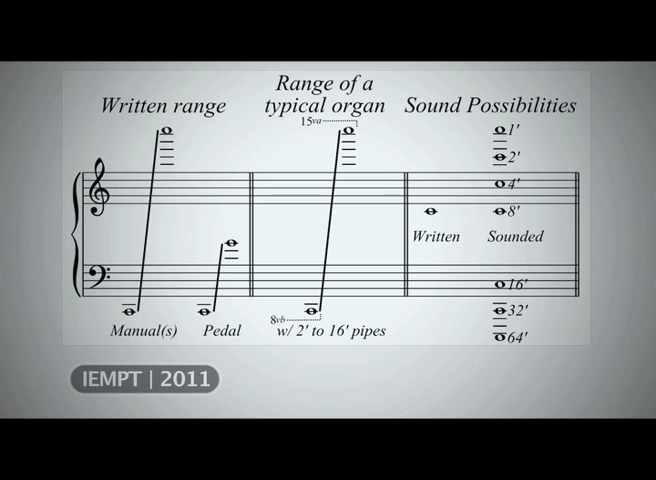 Written range
Range of a
typical organ
Sound Possibilities
15va
1'
2'
4'
8'
Written
Sounded
16'
32'
64'
8vb
Manual(s)
Pedal
w/ 2' to 16' pipes
IEMPT | 2011